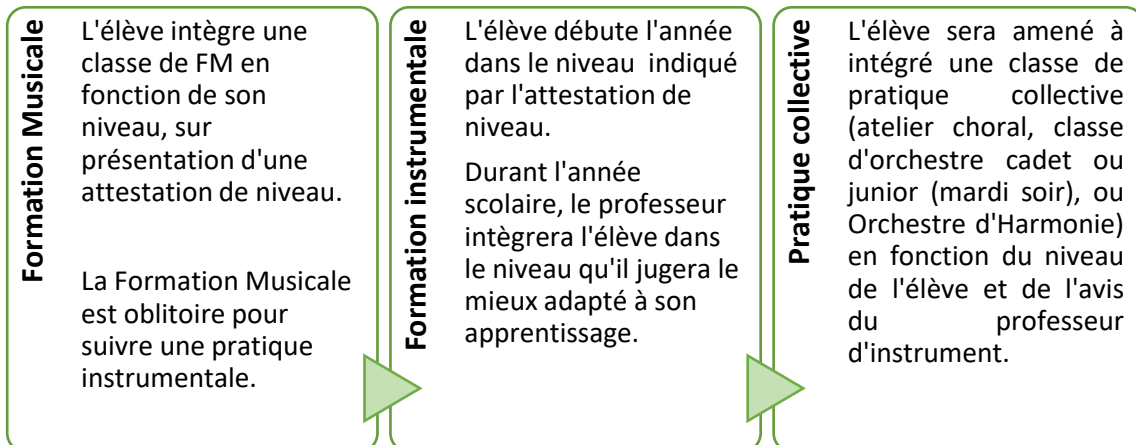 Formation Musicale
L'élève intègre une
classe de FM en
fonction de son
niveau, sur
présentation d'une
attestation de niveau.
La Formation Musicale
est oblitoire pour
suivre une pratique
instrumentale.
Formation instrumentale
L'élève débute l'année
dans le niveau indiqué
par l'attestation de
niveau.
Durant l'année
scolaire, le professeur
intègrera l'élève dans
le niveau qu'il jugera le
mieux adapté à son
apprentissage.
Pratique collective
L'élève sera amené à
intégré une classe de
pratique collective
(atelier choral, classe
d'orchestre cadet ou
junior (mardi soir), ou
Orchestre d'Harmonie)
en fonction du niveau
de l'élève et de l'avis
du professeur
d'instrument.